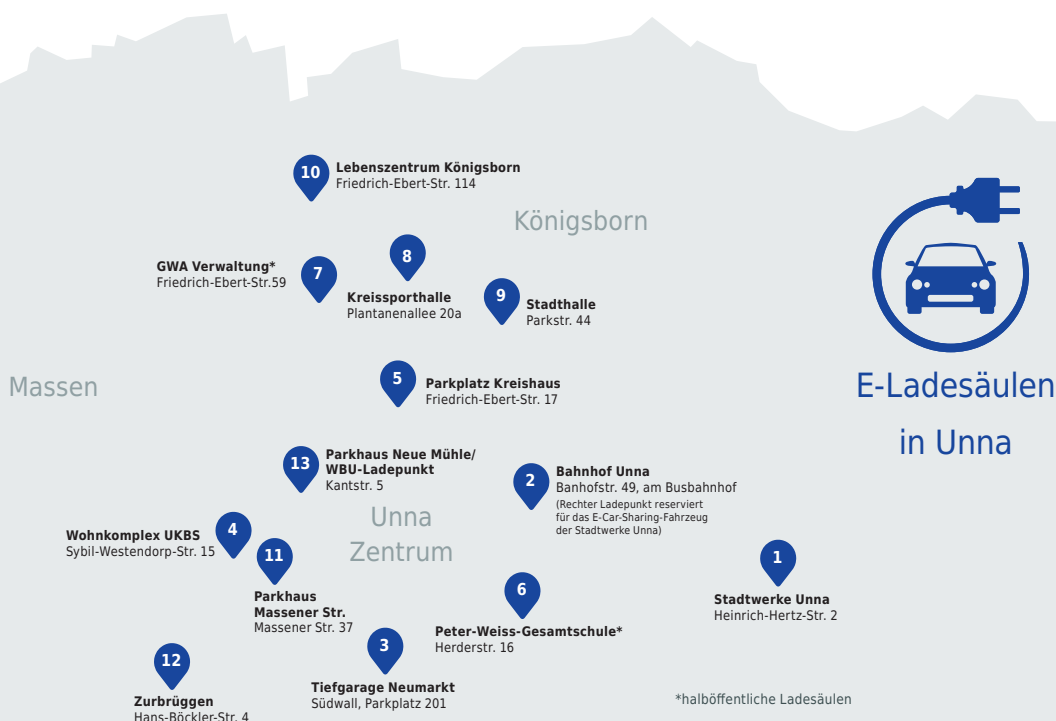 10
Lebenszentrum Königsborn
Friedrich-Ebert-Str. 114
Königsborn
GWA Verwaltung*
Friedrich-Ebert-Str.59
7
8
Kreissporthalle
Plantanenallee 20a
9
Stadthalle
Parkstr. 44
E-Ladesäulen
in Unna
Massen
5
Parkplatz Kreishaus
Friedrich-Ebert-Str. 17
13
Parkhaus Neue Mühle/
WBU-Ladepunkt
Kantstr. 5
2
Bahnhof Unna
Banhofstr. 49, am Busbahnhof
(Rechter Ladepunkt reserviert
für das E-Car-Sharing-Fahrzeug
der Stadtwerke Unna)
Unna
Zentrum
Wohnkomplex UKBS
Sybil-Westendorp-Str. 15
4
11
Parkhaus
Massener Str.
Massener Str. 37
1
Stadtwerke Unna
Heinrich-Hertz-Str. 2
6
Peter-Weiss-Gesamtschule*
Herderstr. 16
3
Tiefgarage Neumarkt
Südwall, Parkplatz 201
12
Zurbrüggen
Hans-Böckler-Str. 4
*halböffentliche Ladesäulen